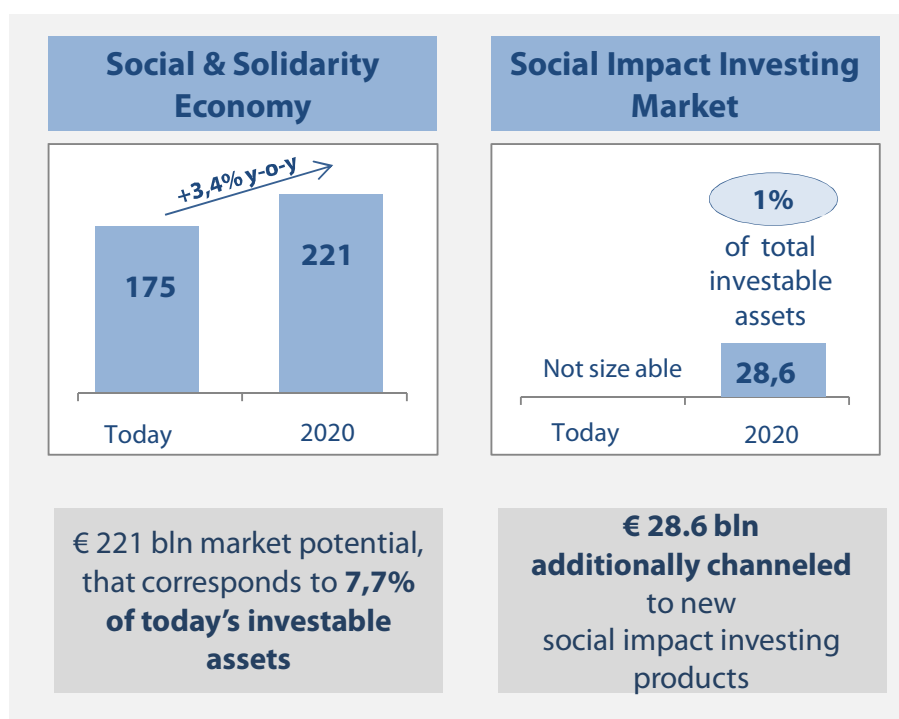 Social & Solidarity
Economy
+3,4% y-o-y
175
221
Today
2020
€ 221 bln market potential,
that corresponds to 7,7%
of today's investable
assets
Social Impact Investing
Market
1%
of total
investable
assets
Not size able
28,6
Today
2020
€ 28.6 bln
additionally channeled
to new
social impact investing
products